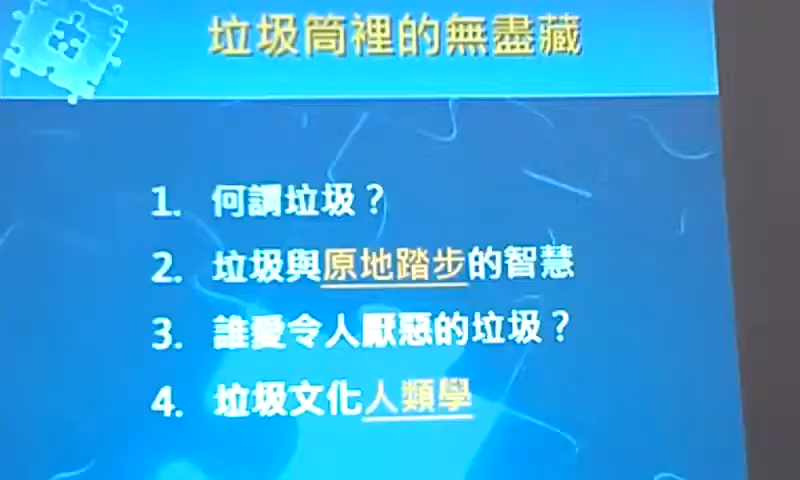 垃圾筒裡的無盡藏
1. 何謂垃圾？
2. 垃圾與原地踏步的智慧
3. 誰愛令人厭惡的垃圾？
4. 垃圾文化人類學